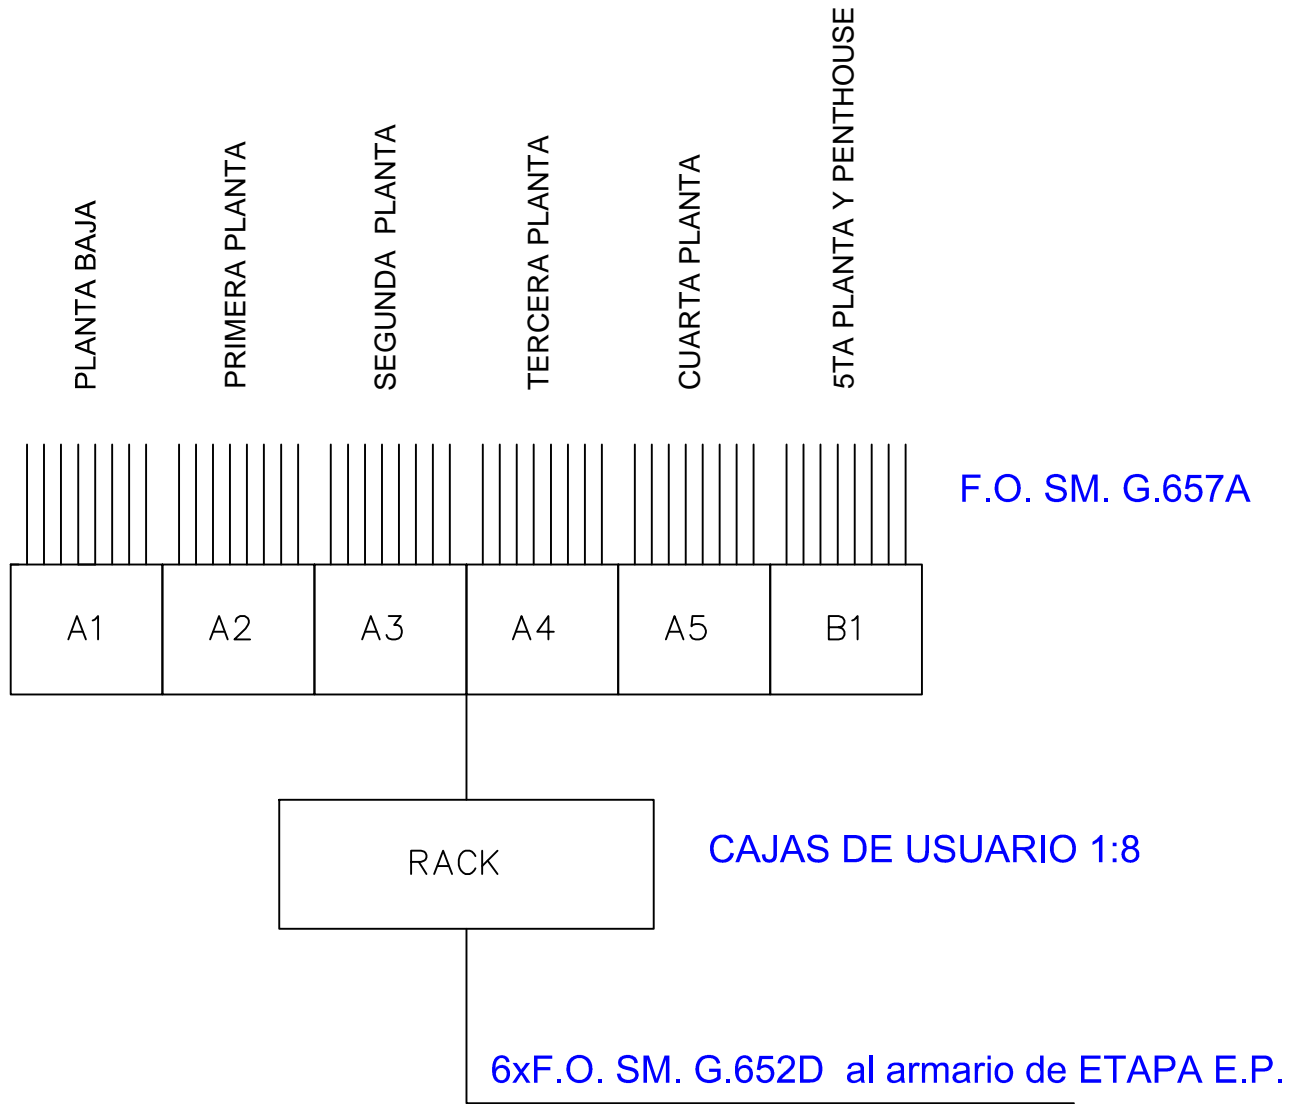 PLANTA BAJA
PRIMERA PLANTA
SEGUNDA  PLANTA
TERCERA PLANTA
CUARTA PLANTA
5TA PLANTA Y PENTHOUSE
F.O. SM. G.657A
A1
A2
A3
A4
A5
B1
RACK
CAJAS DE USUARIO 1:8
6xF.O. SM. G.652D  al armario de ETAPA E.P.